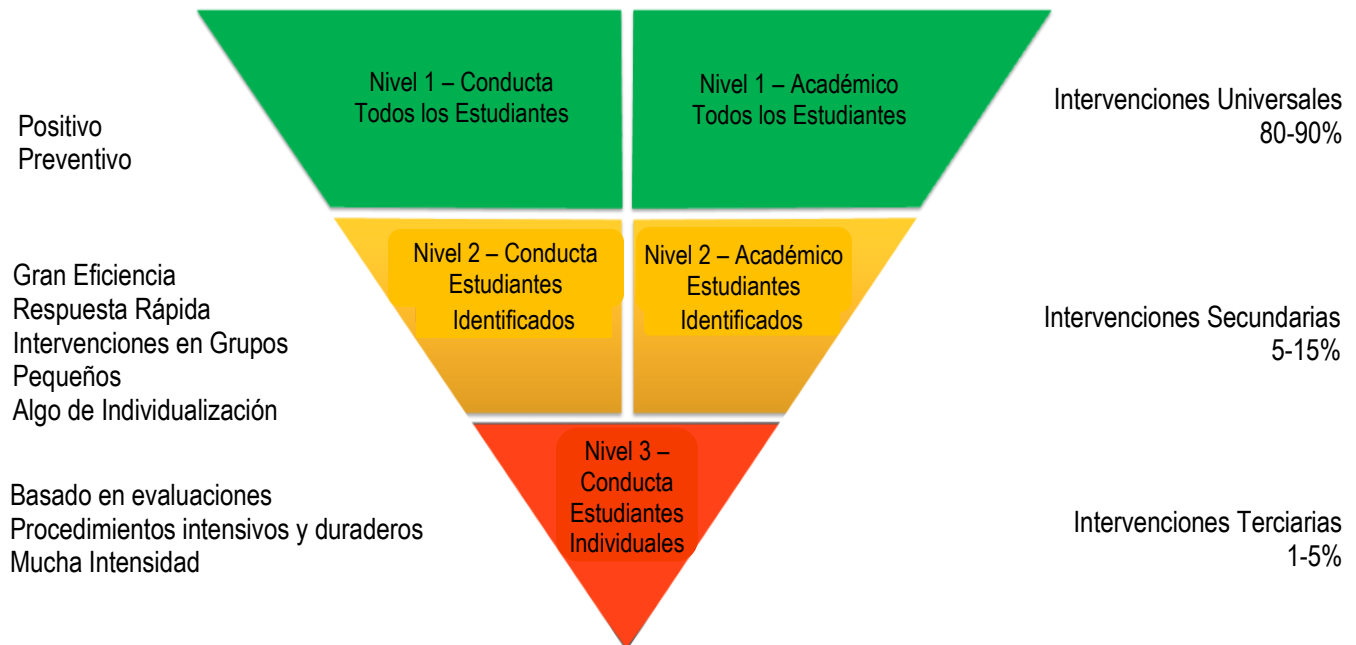 Nivel 1 – Conducta
Todos los Estudiantes
Nivel 1 – Académico
Todos los Estudiantes
Positivo
Preventivo
Intervenciones Universales
80-90%
Nivel 2 – Conducta
Estudiantes
Identificados
Nivel 2 – Académico
Estudiantes
Identificados
Gran Eficiencia
Respuesta Rápida
Intervenciones en Grupos
Pequeños
Algo de Individualización
Intervenciones Secundarias
5-15%
Nivel 3 –
Conducta
Estudiantes
Individuales
Basado en evaluaciones
Procedimientos intensivos y duraderos
Mucha Intensidad
Intervenciones Terciarias
1-5%